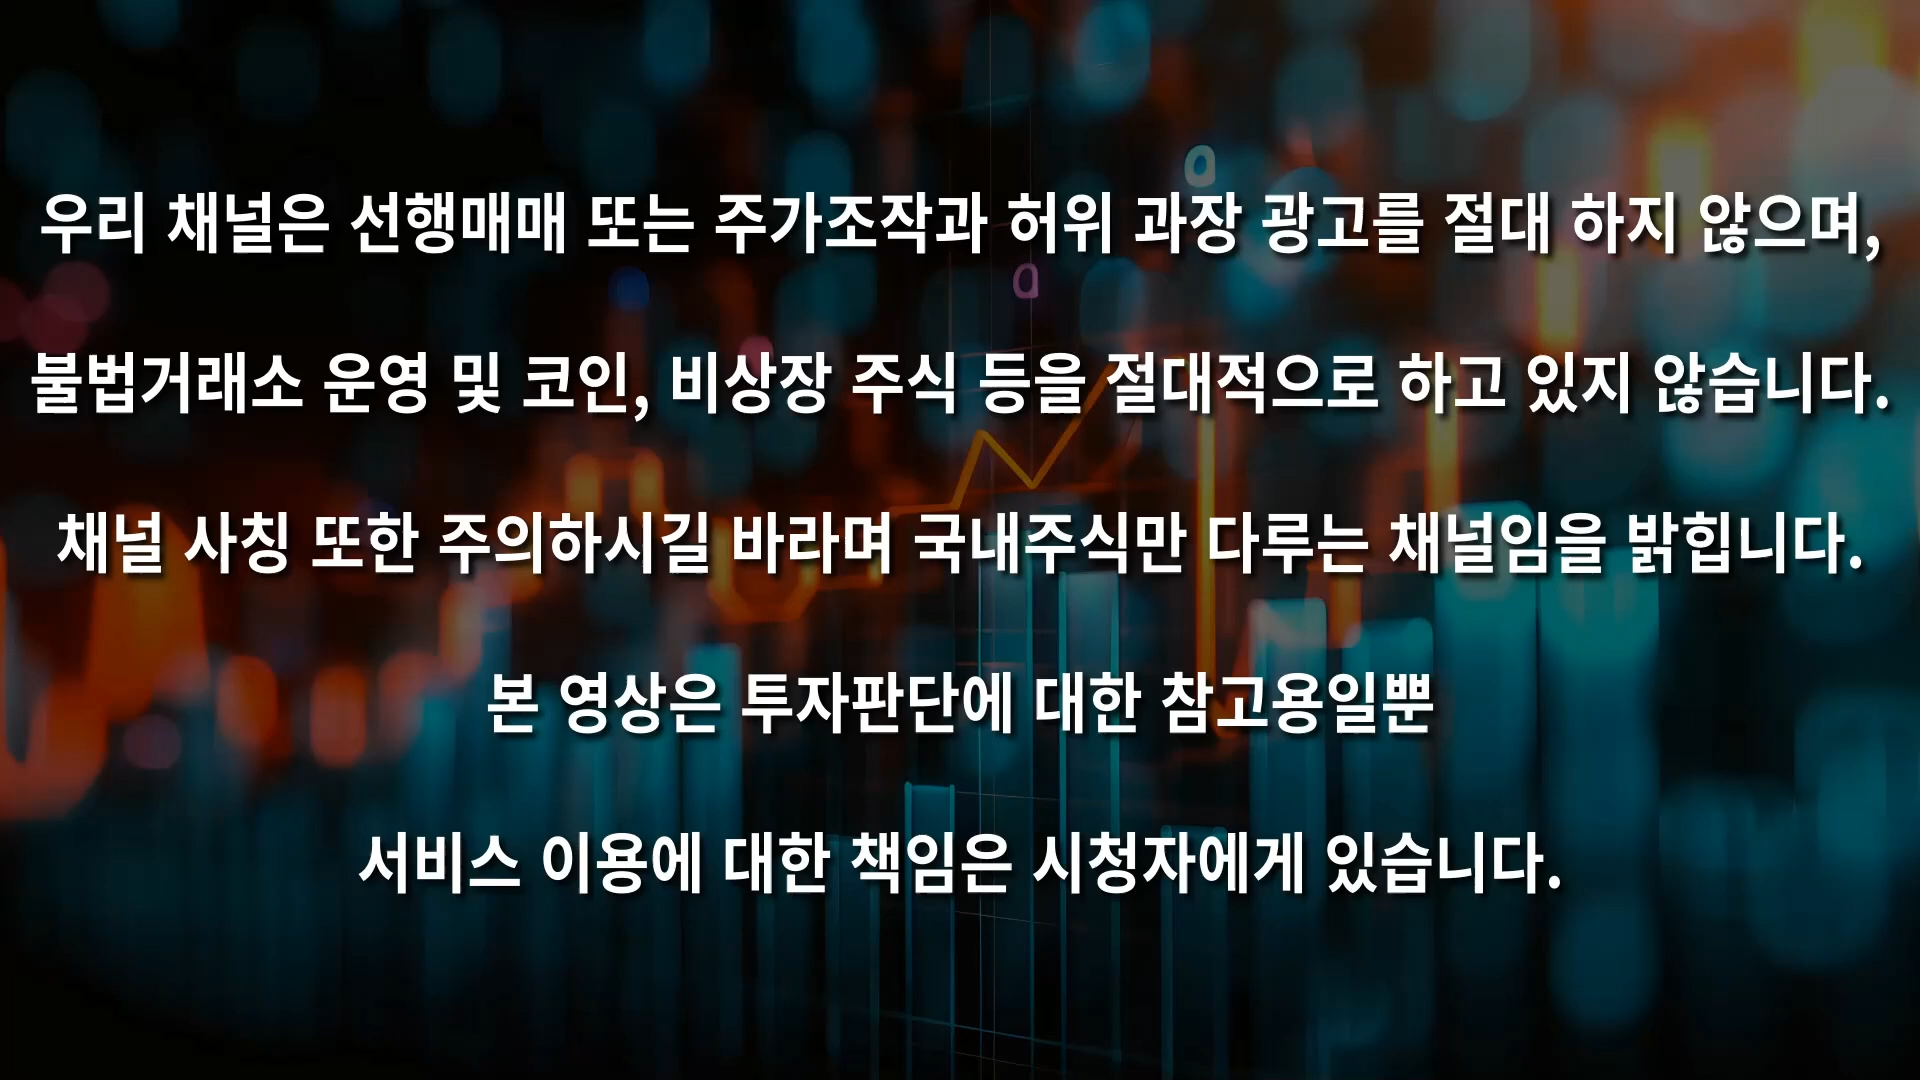 우리 채널은 선행매매 또는 주가조작과 허위 과장 광고를 절대 하지 않으며,
불법거래소 운영 및 코인, 비상장 주식 등을 절대적으로 하고 있지 않습니다.
채널 사칭 또한 주의하시길 바라며 국내주식만 다루는 채널임을 밝힙니다.
본 영상은 투자판단에 대한 참고용일뿐
서비스 이용에 대한 책임은 시청자에게 있습니다.